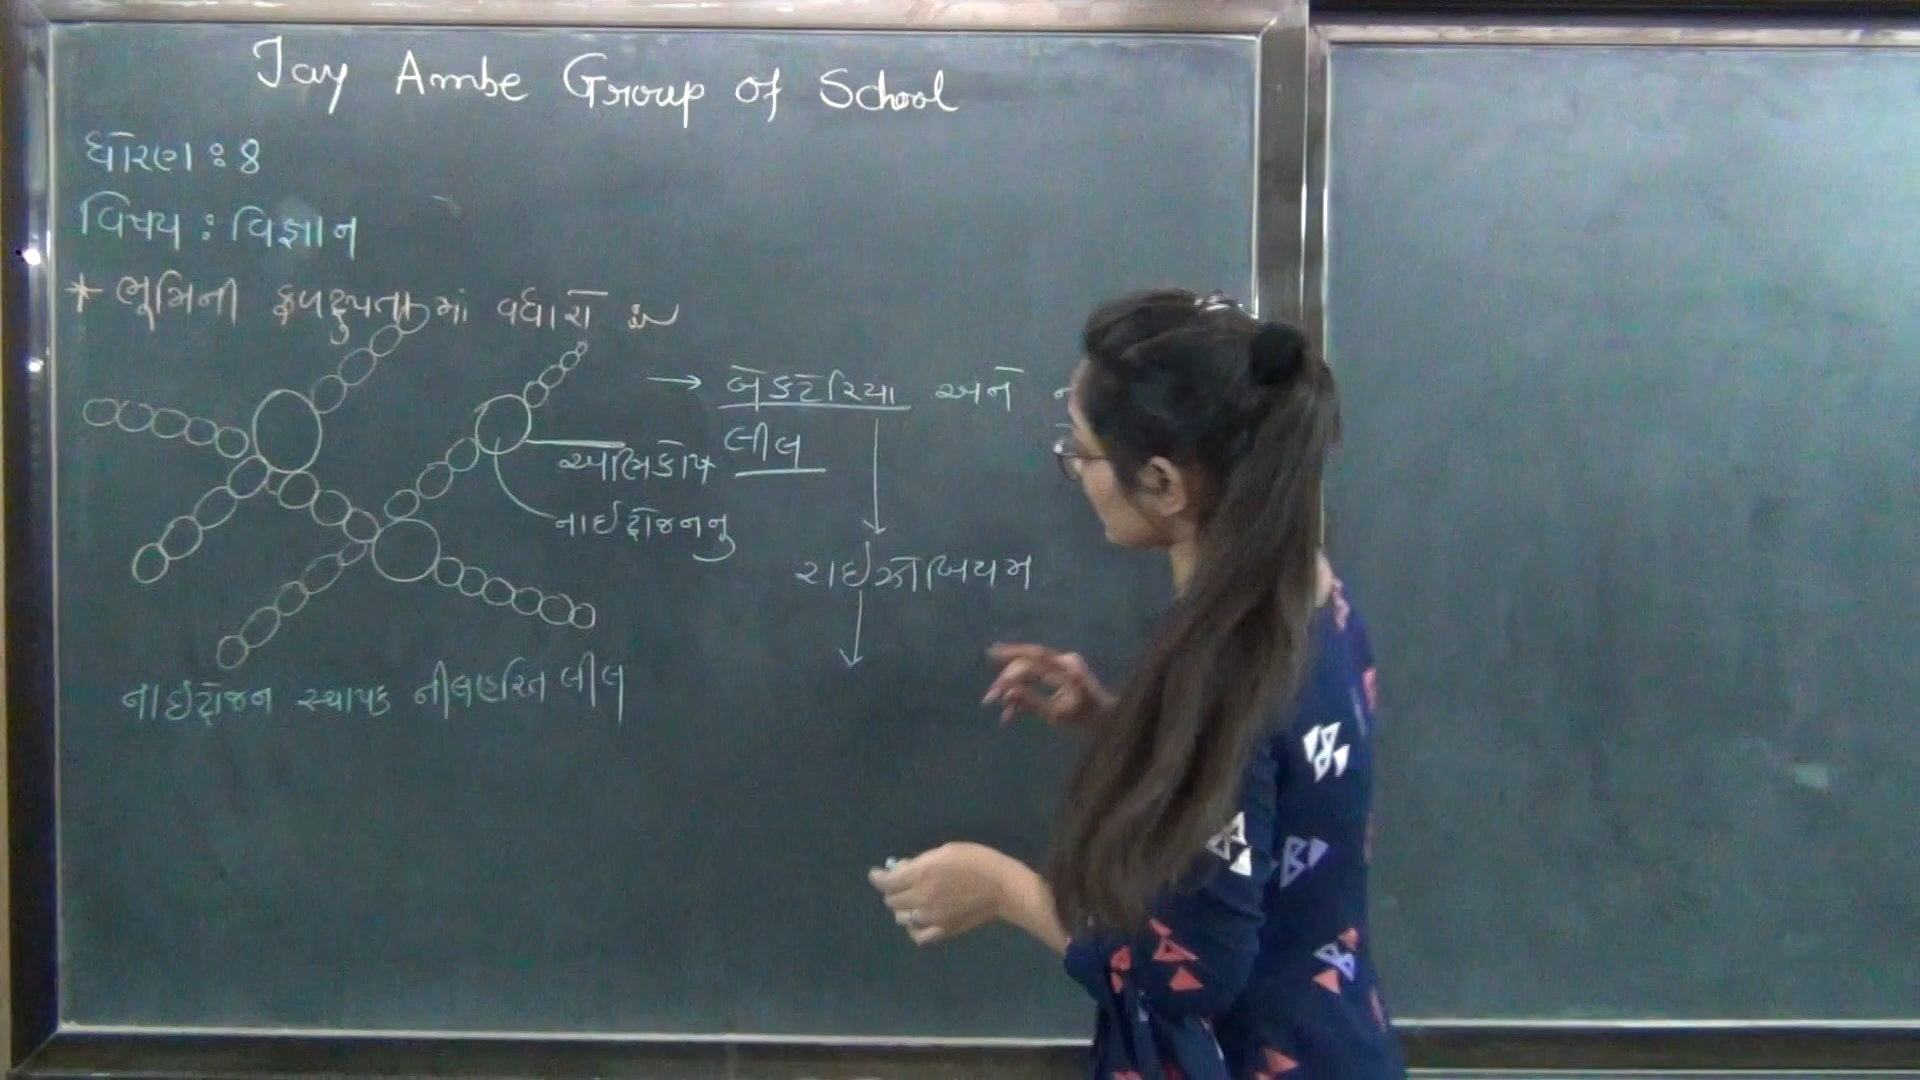 Jay Ambe Group of School
ધોરણ : 8
વિષય : વિજ્ઞાન
* ભૂમિની ફળદ્રુપતામાં વધારો :
→ બેક્ટેરિયા અને
લીલ
નાઈટ્રોજનનું
રાઈઝોબિયમ
નાઈટ્રોજન સ્થાપક નીલહરિત લીલ